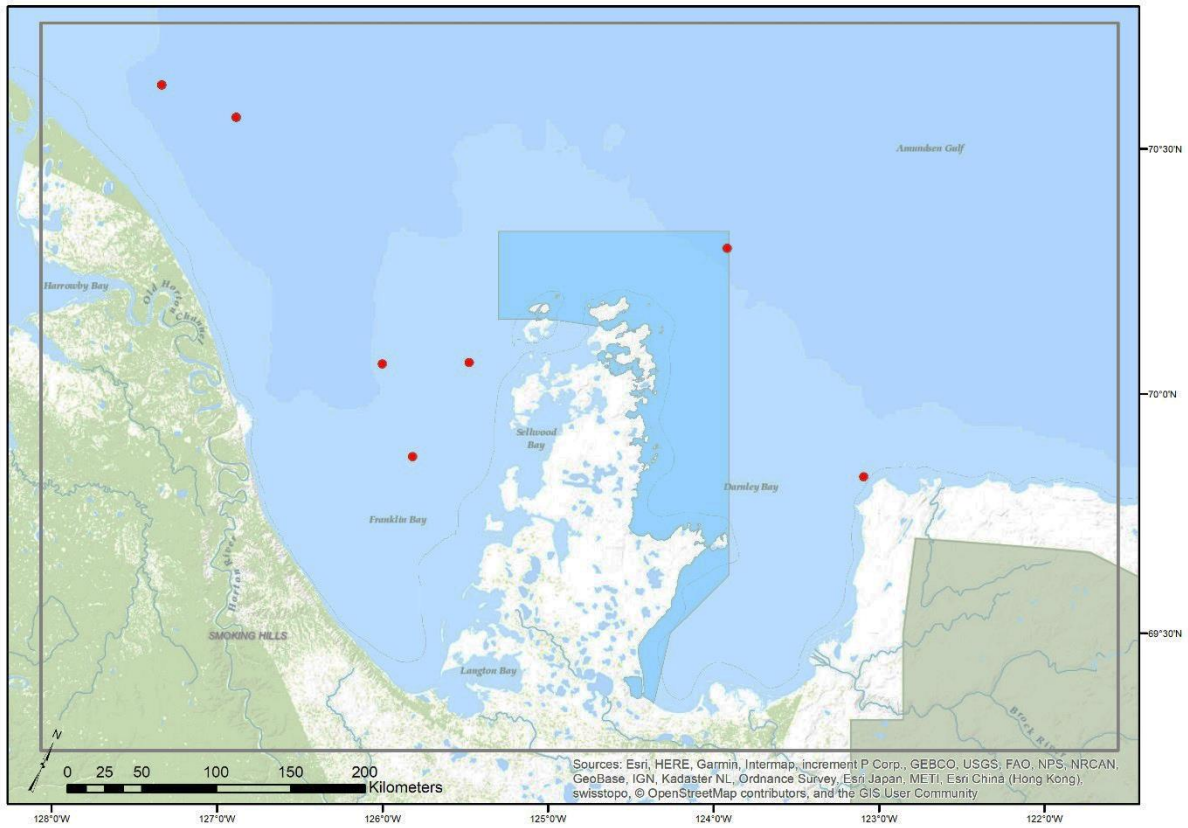 Amundsen Gulf
70°30'N
Harrowby Bay
Old Horton Channel
70°0'N
Sellwood
Bay
Darnley Bay
Franklin Bay
Horton River
SMOKING HILLS
69°30'N
Langton Bay
Brock River
N
0 25 50 100 150 200
Kilometers
Sources: Esri, HERE, Garmin, Intermap, increment P Corp., GEBCO, USGS, FAO, NPS, NRCAN,
GeoBase, IGN, Kadaster NL, Ordnance Survey, Esri Japan, METI, Esri China (Hong Kong),
swisstopo, © OpenStreetMap contributors, and the GIS User Community
128°0'W 127°0'W 126°0'W 125°0'W 124°0'W 123°0'W 122°0'W